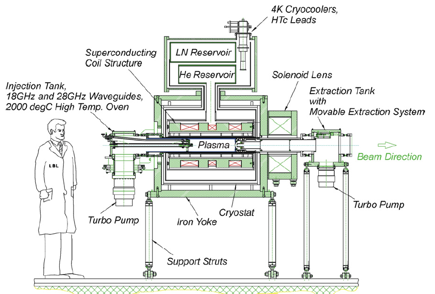 4K Cryocoolers,
HTc Leads
Superconducting
Coil Structure
LN Reservoir
He Reservoir
Solenoid Lens
Injection Tank,
18GHz and 28GHz Waveguides,
2000 degC High Temp. Oven
Extraction Tank
with
Movable Extraction System
Plasma
Beam Direction
LBL
Turbo Pump
iron Yoke
Cryostat
Turbo Pump
Support Struts